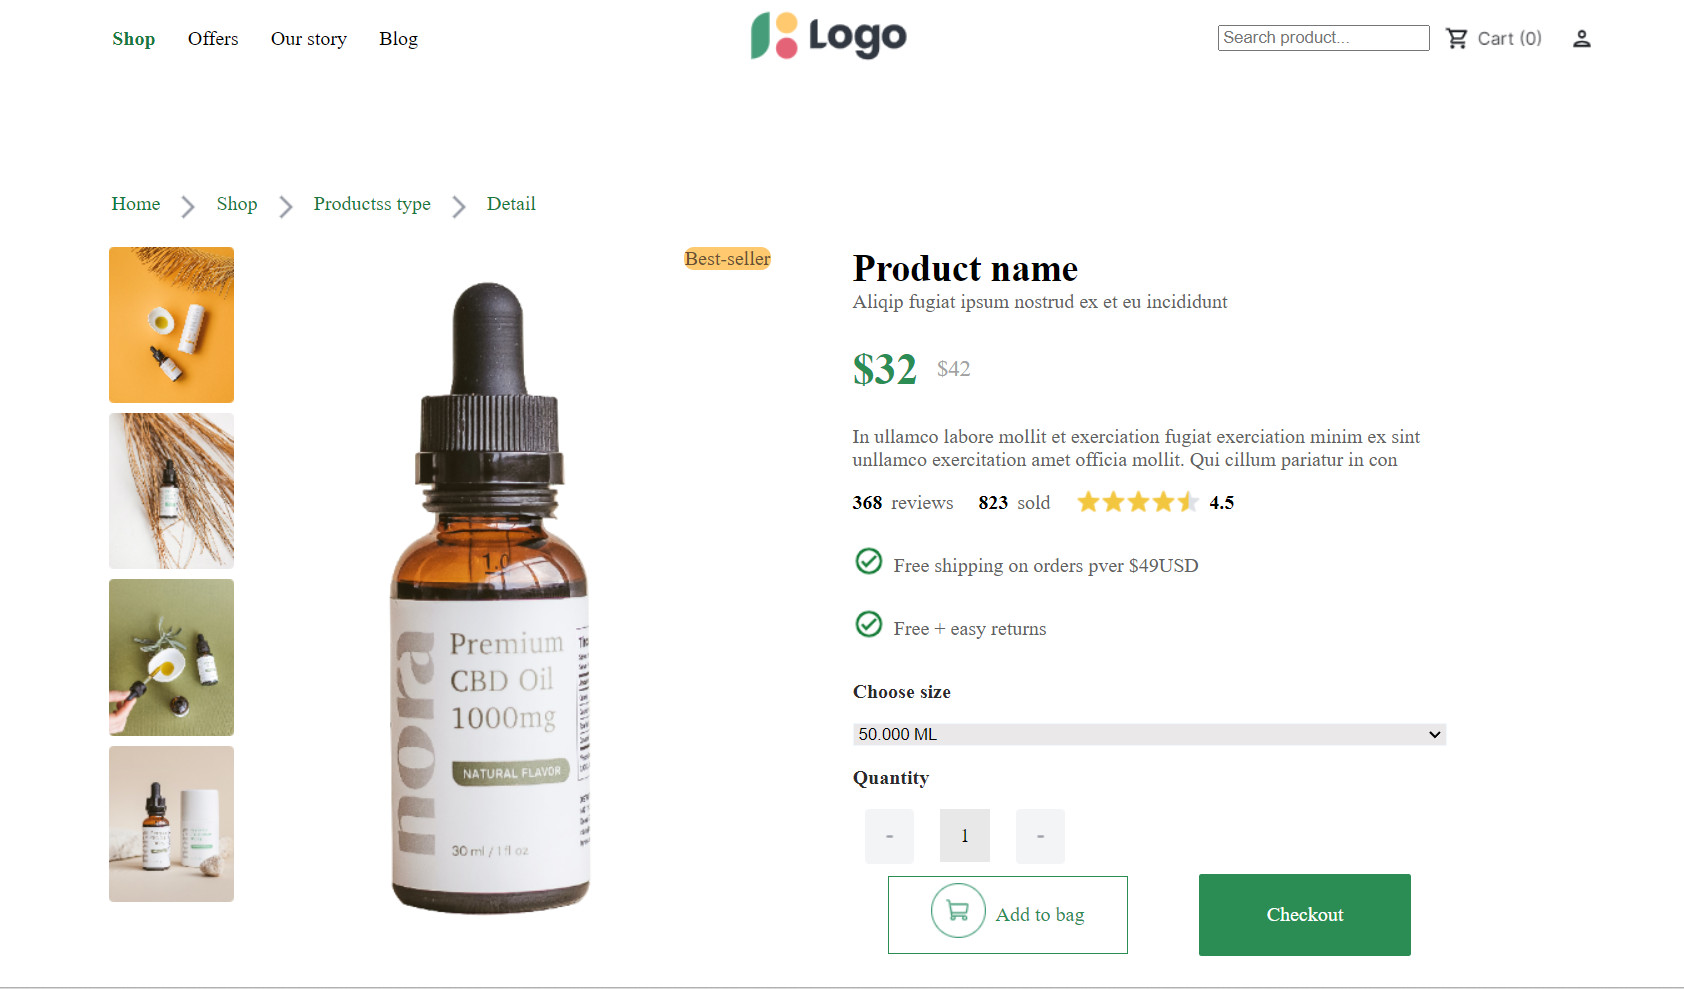 Shop Offers Our story Blog
Logo
Search product... Cart (0)
Home Shop Productss type Detail
Best-seller
1.0
nora
Premium
CBD Oil
1000mg
NATURAL FLAVOR
30 ml / 1 fl oz
Product name
Aliqip fugiat ipsum nostrud ex et eu incididunt
$32 $42
In ullamco labore mollit et exerciation fugiat exerciation minim ex sint
unllamco exercitation amet officia mollit. Qui cillum pariatur in con
368 reviews 823 sold 4.5
Free shipping on orders pver $49USD
Free + easy returns
Choose size
50.000 ML
Quantity
- 1 -
Add to bag Checkout